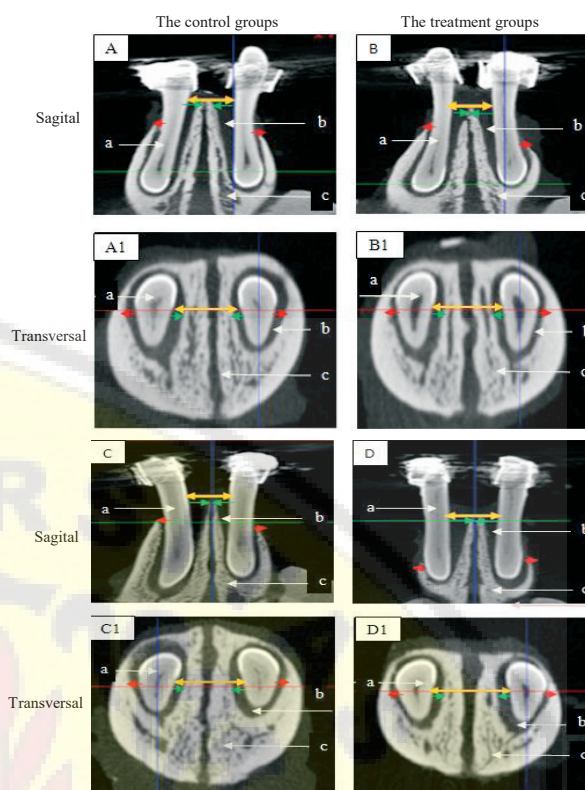 The control groups The treatment groups
A B
Sagital
a b c a b c
A1 B1
a b c a b c
Transversal
C D
a b c a b c
Sagital
C1 D1
a b c a b c
Transversal